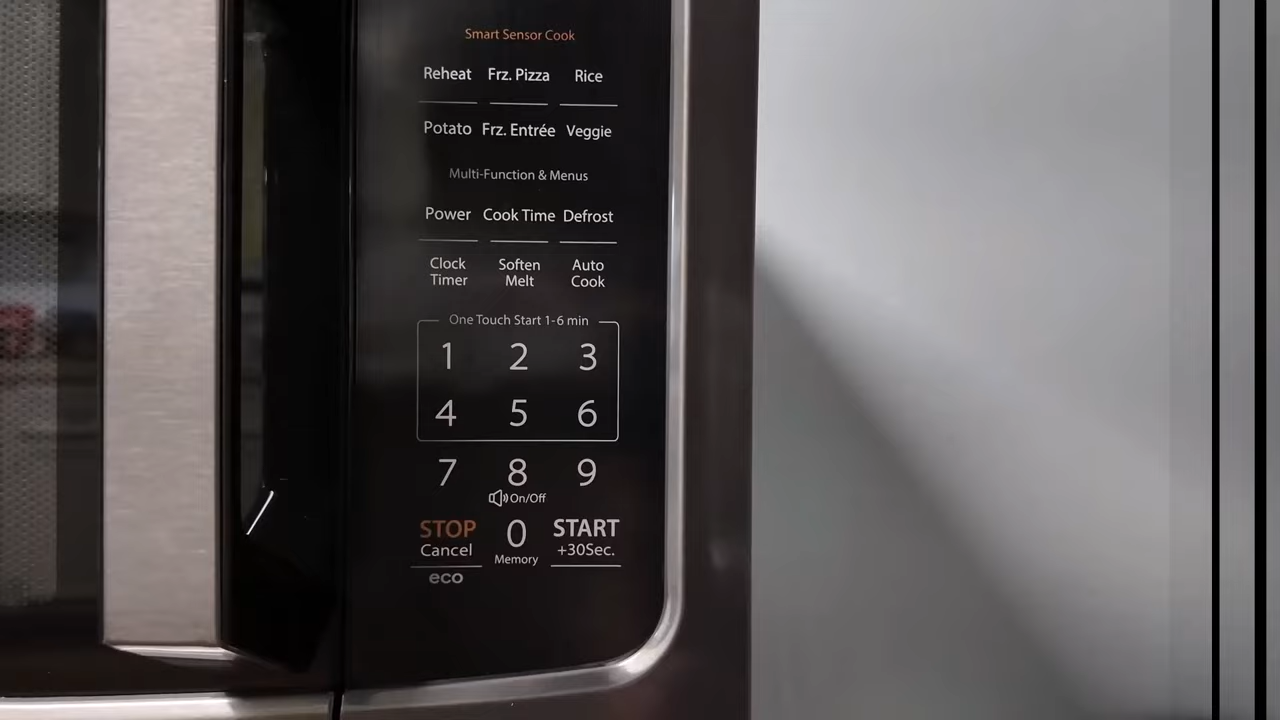 Smart Sensor Cook
Reheat Frz. Pizza Rice
Potato Frz. Entrée Veggie
Multi-Function & Menus
Power Cook Time Defrost
Clock Soften Auto
Timer Melt Cook
One Touch Start 1-6 min
1 2 3
4 5 6
7 8 9
On/Off
STOP 0 START
Cancel Memory +30Sec.
eco